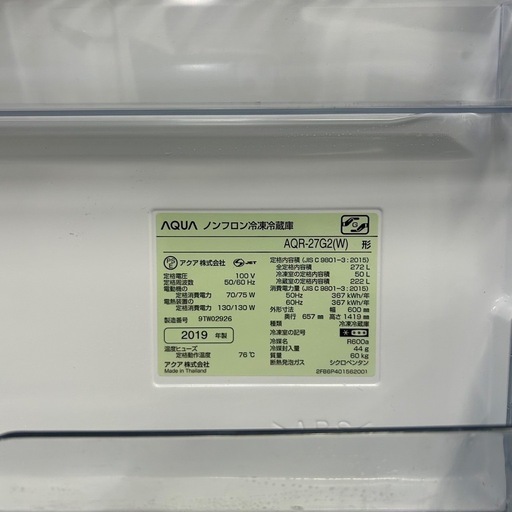 AQUA ノンフロン冷凍冷蔵庫
AQR-27G2(W) 形
アクア株式会社 JET
定格電圧 100 V
定格周波数 50/60 Hz
電動機の
定格消費電力 70/75 W
電熱装置の
定格消費電力 130/130 W
製造番号 9TW02926
2019 年製
温度ヒューズ
定格動作温度 76℃
アクア株式会社
Made in Thailand
定格内容積 (JIS C 9801-3:2015)
全定格内容積 272 L
冷凍室の定格内容積 50 L
冷蔵室の定格内容積 222 L
消費電力量 (JIS C 9801-3:2015)
50Hz 367 kWh/年
60Hz 367 kWh/年
外形寸法 幅 600 mm
奥行 657 mm 高さ 1419 mm
種類 冷凍冷蔵庫
冷凍室の記号
冷媒名 R600a
冷媒封入量 44 g
質量 60 kg
断熱発泡ガス シクロペンタン
2FB6P401562001
>ABS<